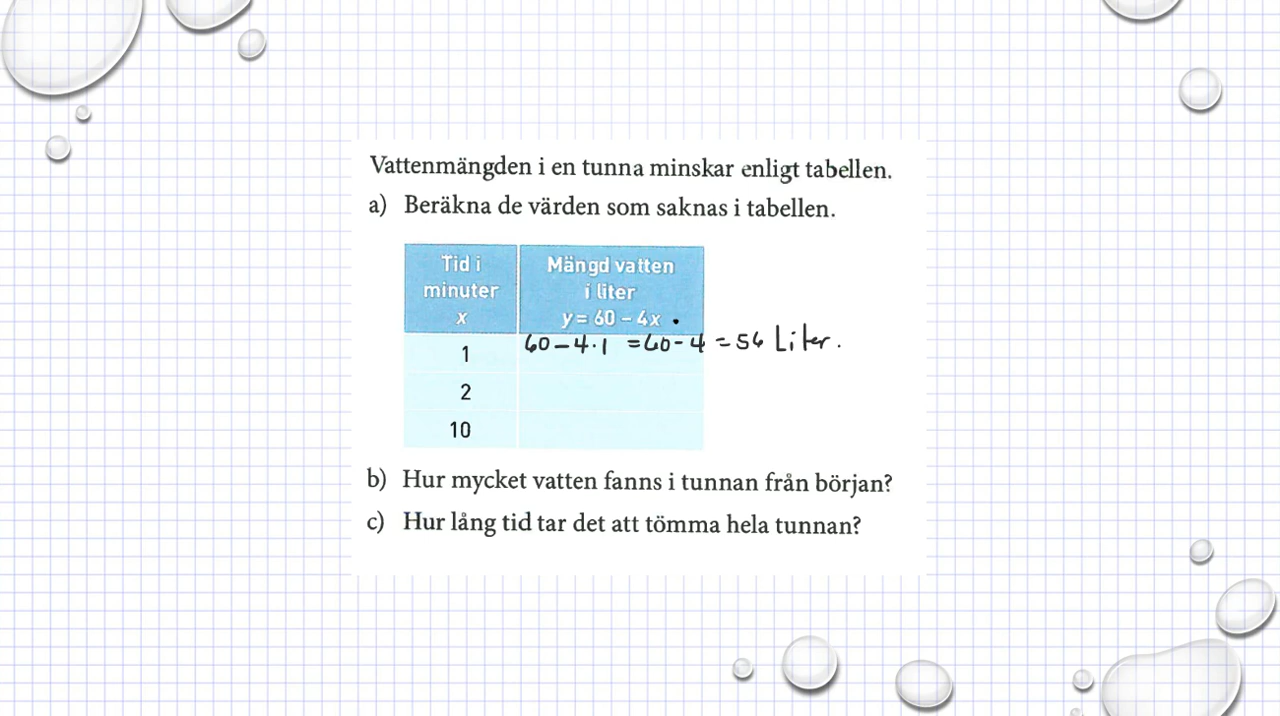 Vattenmängden i en tunna minskar enligt tabellen.
a) Beräkna de värden som saknas i tabellen.
Tid i minuter x
Mängd vatten i liter y = 60 – 4x .
1 60 – 4 · 1 = 60 - 4 = 56 Liter.
2
10
b) Hur mycket vatten fanns i tunnan från början?
c) Hur lång tid tar det att tömma hela tunnan?